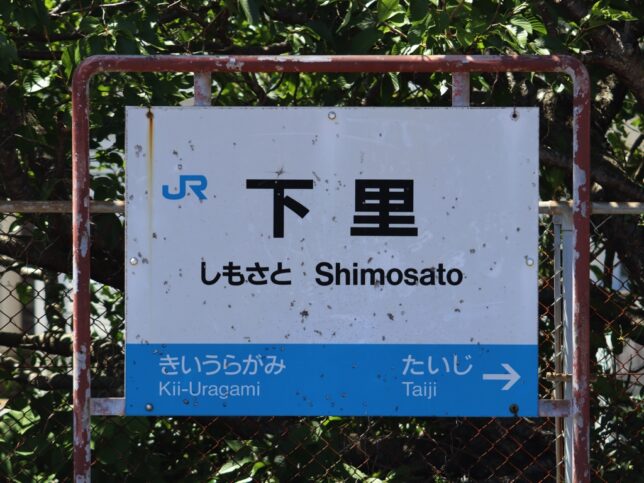 JR
下里
しもさと Shimosato
きいうらがみ たいじ →
Kii-Uragami Taiji